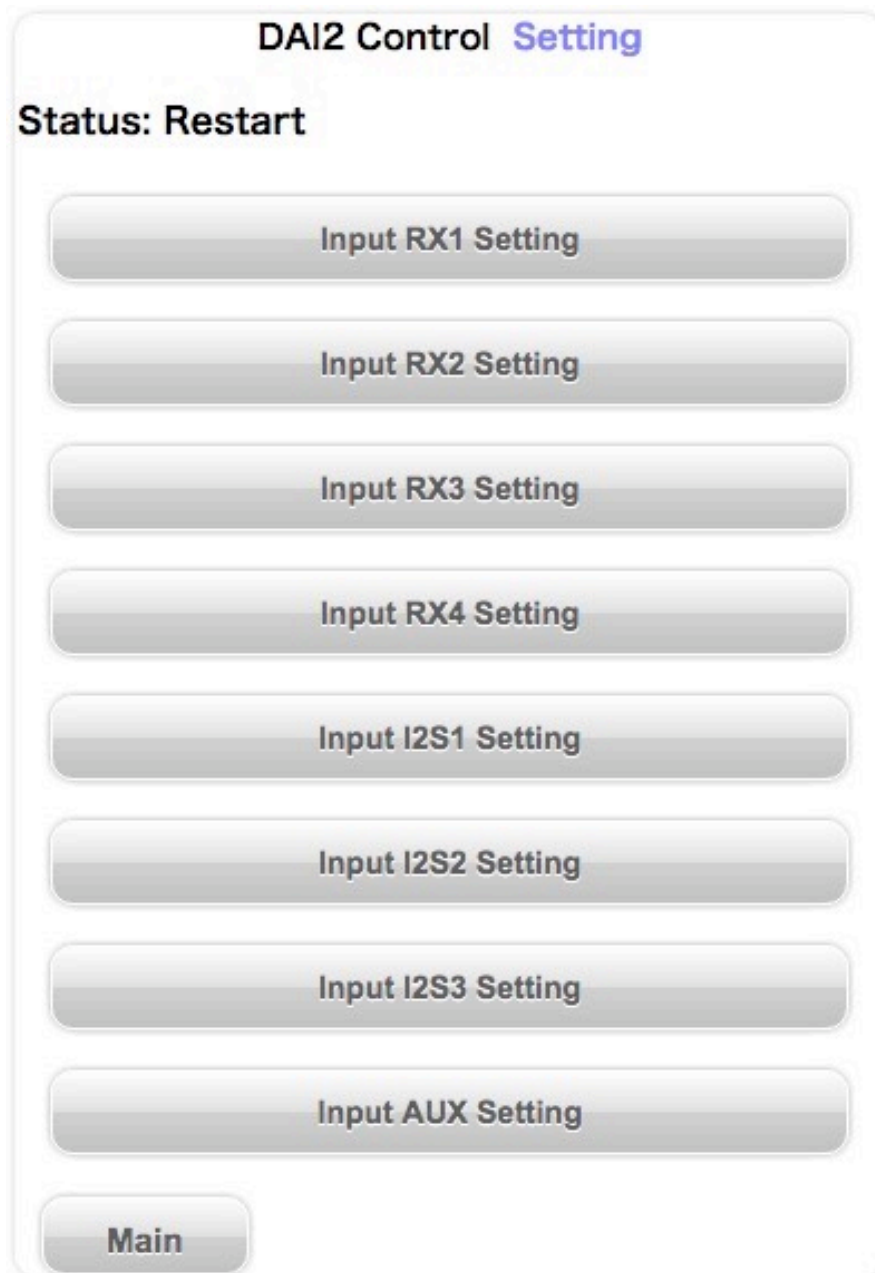 DAI2 Control Setting
Status: Restart
Input RX1 Setting
Input RX2 Setting
Input RX3 Setting
Input RX4 Setting
Input I2S1 Setting
Input I2S2 Setting
Input I2S3 Setting
Input AUX Setting
Main